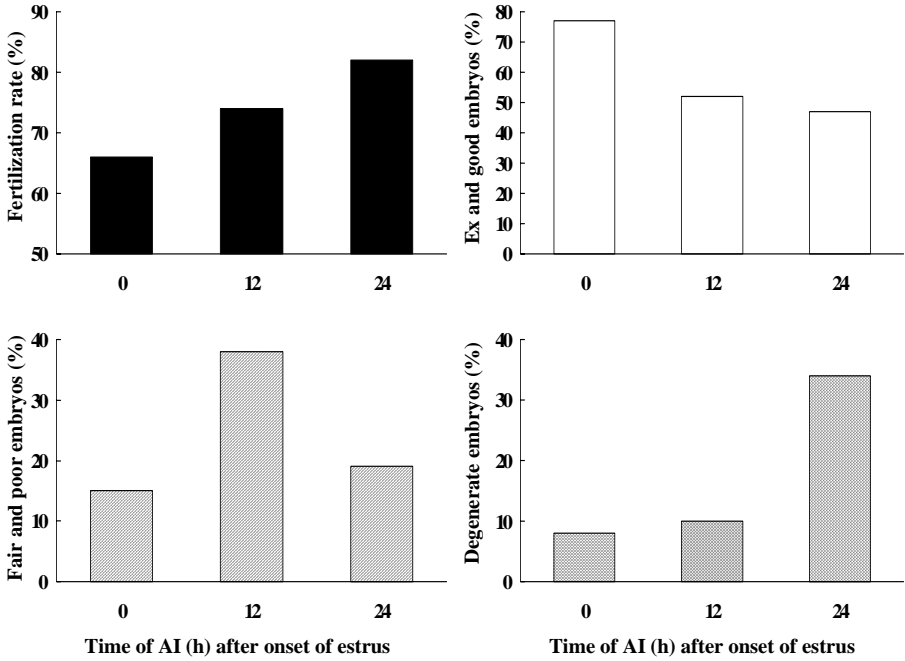 Fertilization rate (%)
90
80
70
60
50
0 12 24
Ex and good embryos (%)
80
70
60
50
40
30
20
10
0
0 12 24
Fair and poor embryos (%)
40
30
20
10
0
0 12 24
Time of AI (h) after onset of estrus
Degenerate embryos (%)
40
30
20
10
0
0 12 24
Time of AI (h) after onset of estrus